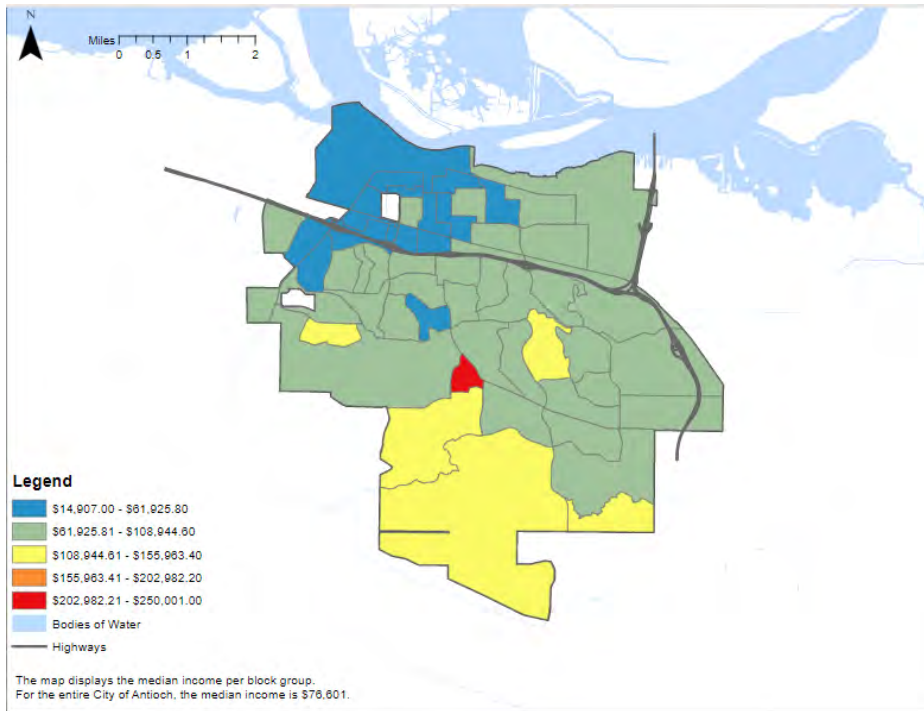 N
Miles
0 0.5 1 2
Legend
$14,907.00 - $61,925.80
$61,925.81 - $108,944.60
$108,944.61 - $155,963.40
$155,963.41 - $202,982.20
$202,982.21 - $250,001.00
Bodies of Water
Highways
The map displays the median income per block group.
For the entire City of Antioch, the median income is $76,601.